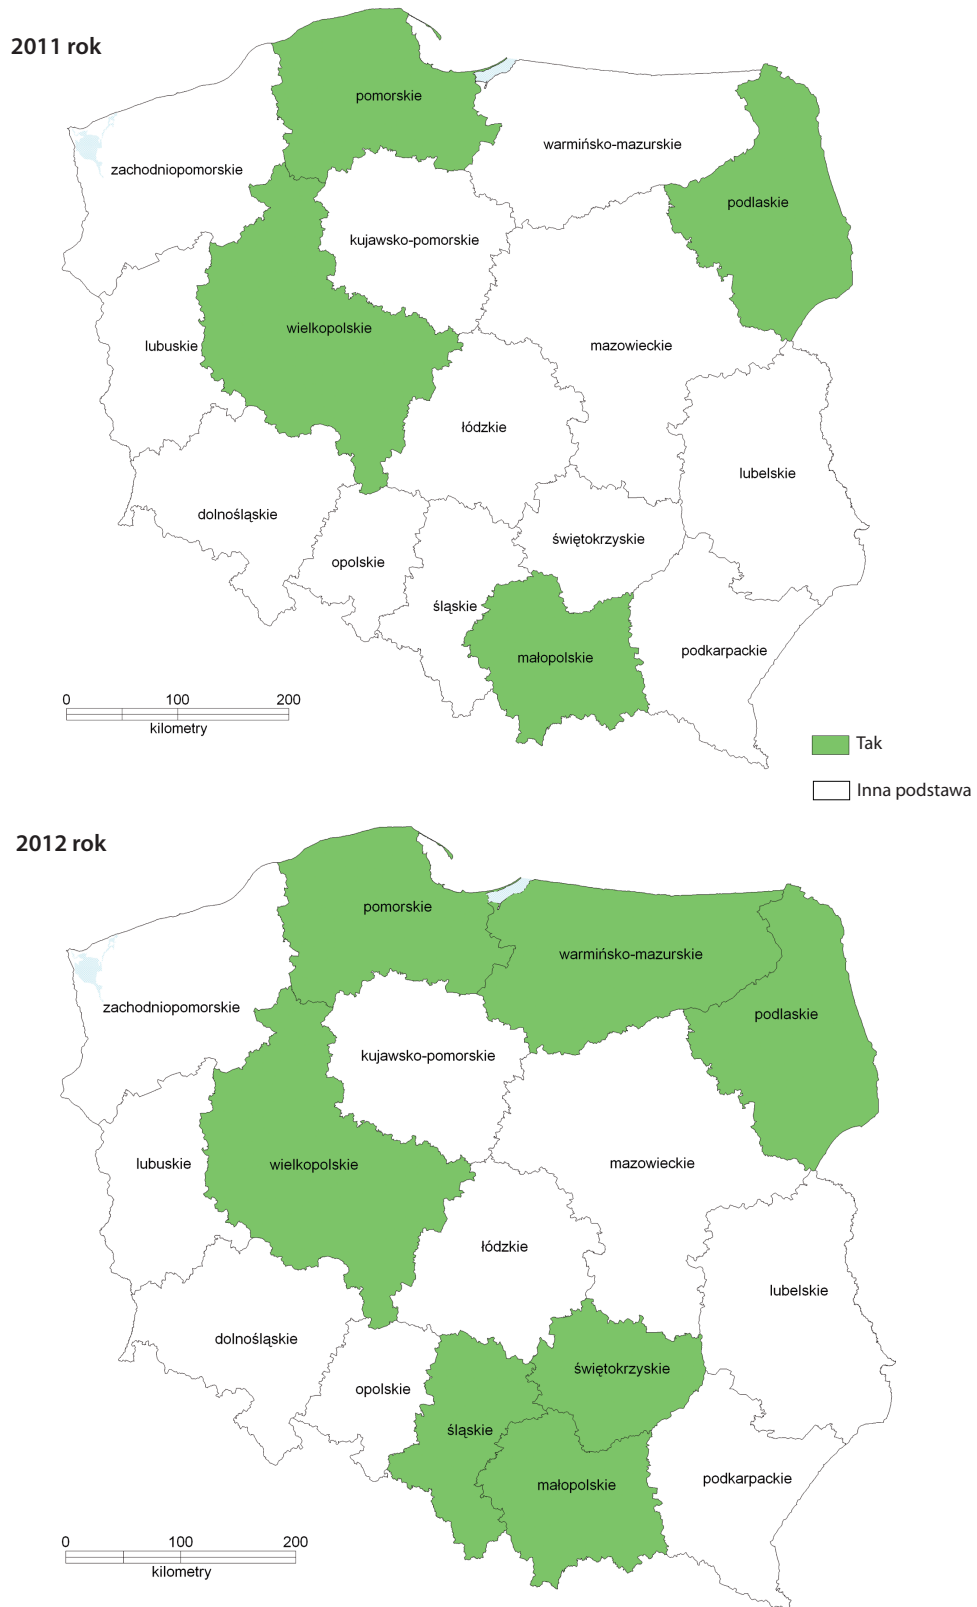 2011 rok
pomorskie
warmińsko-mazurskie
zachodniopomorskie
podlaskie
kujawsko-pomorskie
wielkopolskie
lubuskie
mazowieckie
łódzkie
lubelskie
dolnośląskie
świętokrzyskie
opolskie
śląskie
podkarpackie
małopolskie
0 100 200
kilometry
Tak
Inna podstawa
2012 rok
pomorskie
warmińsko-mazurskie
zachodniopomorskie
podlaskie
kujawsko-pomorskie
lubuskie
wielkopolskie
mazowieckie
łódzkie
lubelskie
dolnośląskie
świętokrzyskie
opolskie
śląskie
podkarpackie
małopolskie
0 100 200
kilometry